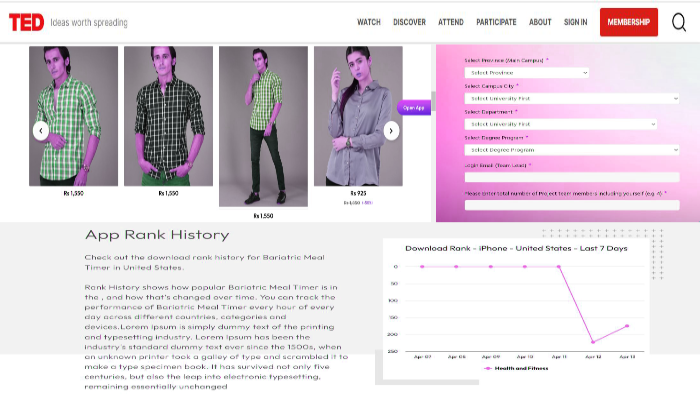 TED Ideas worth spreading
WATCH DISCOVER ATTEND PARTICIPATE ABOUT SIGN IN MEMBERSHIP
Open App
Rs 1,550
Rs 1,550
Rs 1,550
Rs 925
Select Province (Main Campus) *
Select Province
Select Campus City *
Select University First
Select Department *
Select University First
Select Degree Program *
Select Degree Program
Login Email (Team Lead) *
Please Enter total number of Project team members including yourself (e.g. 4). *
App Rank History
Check out the download rank history for Bariatric Meal
Timer in United States.
Rank History shows how popular Bariatric Meal Timer is in
the , and how that's changed over time. You can track the
performance of Bariatric Meal Timer every hour of every
day across different countries, categories and
devices.Lorem Ipsum is simply dummy text of the printing
and typesetting industry. Lorem Ipsum has been the
industry's standard dummy text ever since the 1500s, when
an unknown printer took a galley of type and scrambled it to
make a type specimen book. It has survived not only five
centuries, but also the leap into electronic typesetting,
remaining essentially unchanged
Download Rank - iPhone - United States - Last 7 Days
0
50
100
150
200
250
Apr 07 Apr 08 Apr 09 Apr 10 Apr 11 Apr 12 Apr 13
Health and Fitness